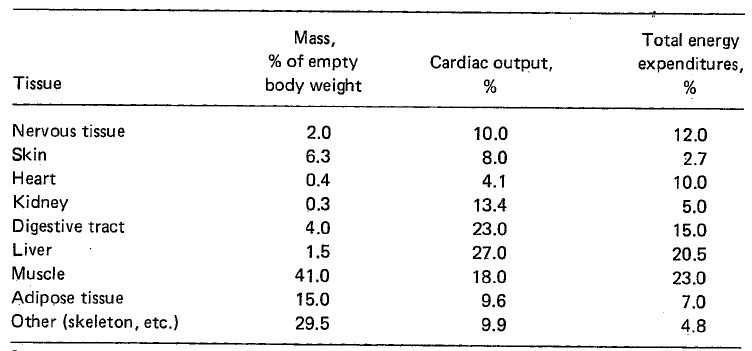 Mass,
Total energy
% of empty
Cardiac output,
expenditures,
Tissue
body weight
%
%
Nervous tissue 2.0 10.0 12.0
Skin 6.3 8.0 2.7
Heart 0.4 4.1 10.0
Kidney 0.3 13.4 5.0
Digestive tract 4.0 23.0 15.0
Liver 1.5 27.0 20.5
Muscle 41.0 18.0 23.0
Adipose tissue 15.0 9.6 7.0
Other (skeleton, etc.) 29.5 9.9 4.8